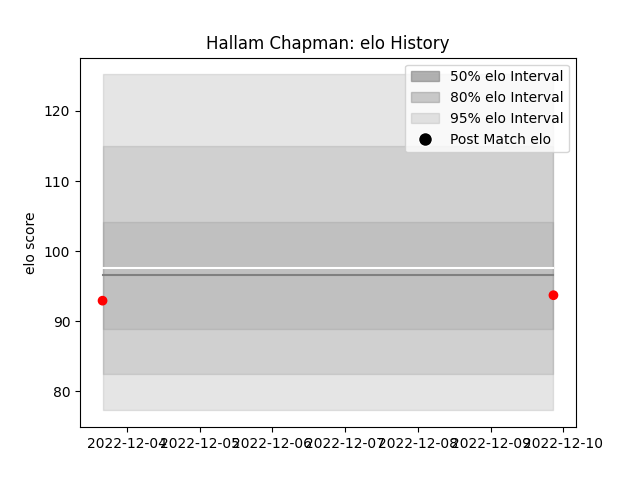 Hallam Chapman: elo History
50% elo Interval
80% elo Interval
95% elo Interval
Post Match elo
elo score
120
110
100
90
80
2022-12-04 2022-12-05 2022-12-06 2022-12-07 2022-12-08 2022-12-09 2022-12-10